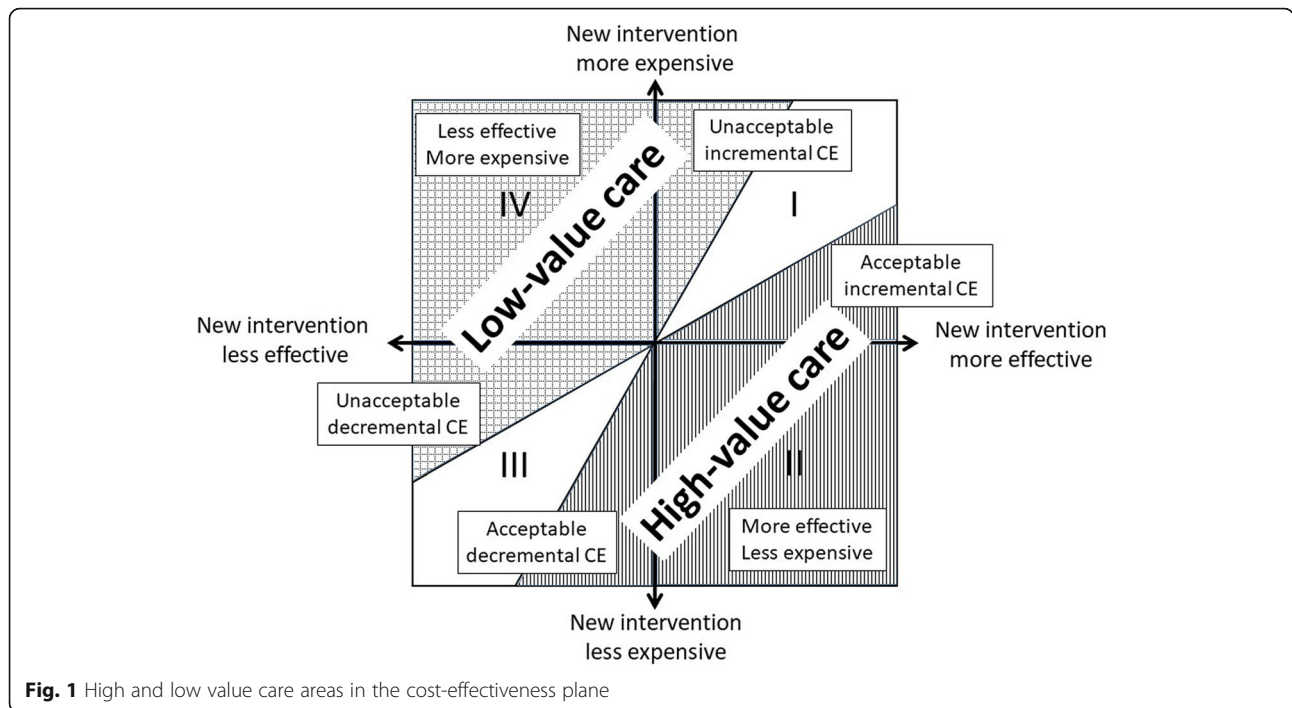 New intervention
more expensive
Less effective
More expensive
Unacceptable
incremental CE
IV
I
Low-value care
Acceptable
incremental CE
New intervention
less effective
New intervention
more effective
Unacceptable
decremental CE
High-value care
III
II
Acceptable
decremental CE
More effective
Less expensive
New intervention
less expensive
Fig. 1 High and low value care areas in the cost-effectiveness plane